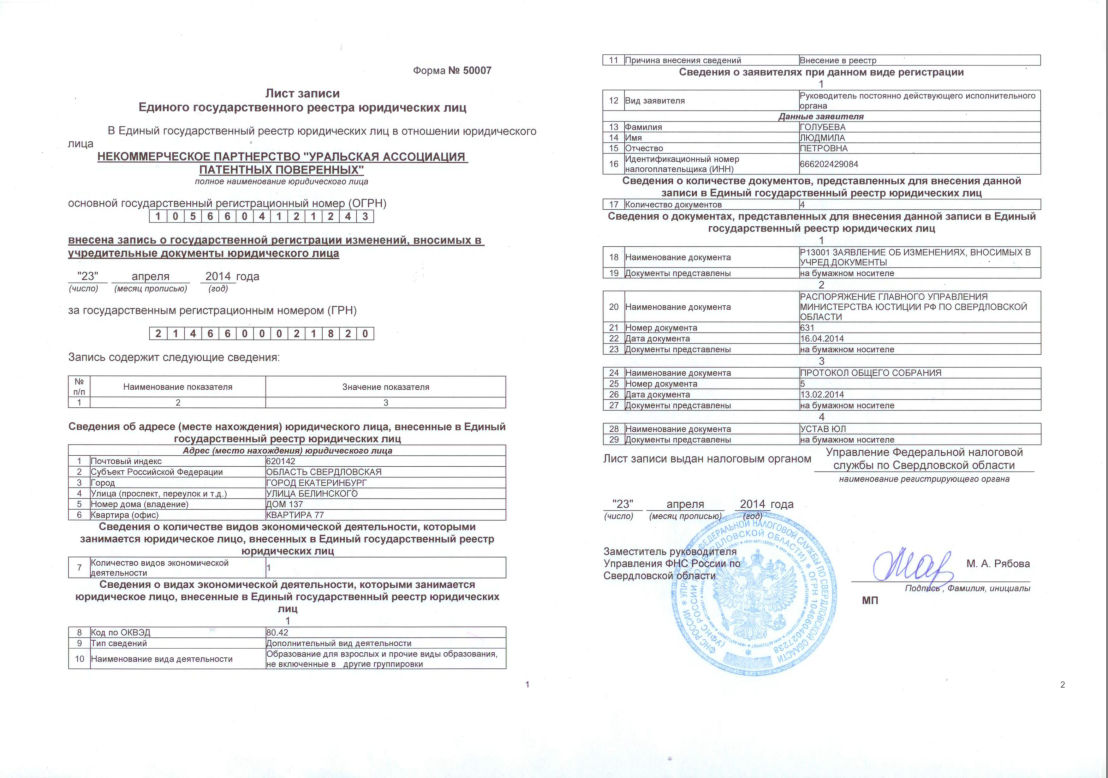 Форма № 50007
Лист записи
Единого государственного реестра юридических лиц
В Единый государственный реестр юридических лиц в отношении юридического
лица
НЕКОММЕРЧЕСКОЕ ПАРТНЕРСТВО "УРАЛЬСКАЯ АССОЦИАЦИЯ
ПАТЕНТНЫХ ПОВЕРЕННЫХ"
полное наименование юридического лица
основной государственный регистрационный номер (ОГРН)
1 0 5 6 6 0 4 1 2 1 2 4 3
внесена запись о государственной регистрации изменений, вносимых в
учредительные документы юридического лица
"23" апреля 2014 года
(число) (месяц прописью) (год)
за государственным регистрационным номером (ГРН)
2 1 4 6 6 0 0 0 2 1 8 2 0
Запись содержит следующие сведения:
№ п/п Наименование показателя Значение показателя
1 2 3
Сведения об адресе (месте нахождения) юридического лица, внесенные в Единый
государственный реестр юридических лиц
Адрес (место нахождения) юридического лица
1 Почтовый индекс 620142
2 Субъект Российской Федерации ОБЛАСТЬ СВЕРДЛОВСКАЯ
3 Город ГОРОД ЕКАТЕРИНБУРГ
4 Улица (проспект, переулок и т.д.) УЛИЦА БЕЛИНСКОГО
5 Номер дома (владение) ДОМ 137
6 Квартира (офис) КВАРТИРА 77
Сведения о количестве видов экономической деятельности, которыми
занимается юридическое лицо, внесенных в Единый государственный реестр
юридических лиц
7 Количество видов экономической деятельности 1
Сведения о видах экономической деятельности, которыми занимается
юридическое лицо, внесенные в Единый государственный реестр юридических
лиц
1
8 Код по ОКВЭД 80.42
9 Тип сведений Дополнительный вид деятельности
10 Наименование вида деятельности Образование для взрослых и прочие виды образования,
не включенные в другие группировки
1
11 Причина внесения сведений Внесение в реестр
Сведения о заявителях при данном виде регистрации
1
12 Вид заявителя Руководитель постоянно действующего исполнительного
органа
Данные заявителя
13 Фамилия ГОЛУБЕВА
14 Имя ЛЮДМИЛА
15 Отчество ПЕТРОВНА
16 Идентификационный номер
налогоплательщика (ИНН) 666202429084
Сведения о количестве документов, представленных для внесения данной
записи в Единый государственный реестр юридических лиц
17 Количество документов 4
Сведения о документах, представленных для внесения данной записи в Единый
государственный реестр юридических лиц
1
18 Наименование документа Р13001 ЗАЯВЛЕНИЕ ОБ ИЗМЕНЕНИЯХ, ВНОСИМЫХ В
УЧРЕД.ДОКУМЕНТЫ
19 Документы представлены на бумажном носителе
2
20 Наименование документа РАСПОРЯЖЕНИЕ ГЛАВНОГО УПРАВЛЕНИЯ
МИНИСТЕРСТВА ЮСТИЦИИ РФ ПО СВЕРДЛОВСКОЙ
ОБЛАСТИ
21 Номер документа 631
22 Дата документа 16.04.2014
23 Документы представлены на бумажном носителе
3
24 Наименование документа ПРОТОКОЛ ОБЩЕГО СОБРАНИЯ
25 Номер документа 5
26 Дата документа 13.02.2014
27 Документы представлены на бумажном носителе
4
28 Наименование документа УСТАВ ЮЛ
29 Документы представлены на бумажном носителе
Лист записи выдан налоговым органом Управление Федеральной налоговой
службы по Свердловской области
наименование регистрирующего органа
"23" апреля 2014 года
(число) (месяц прописью) (год)
Заместитель руководителя
Управления ФНС России по
Свердловской области
М. А. Рябова
Подпись, Фамилия, инициалы
МП
2